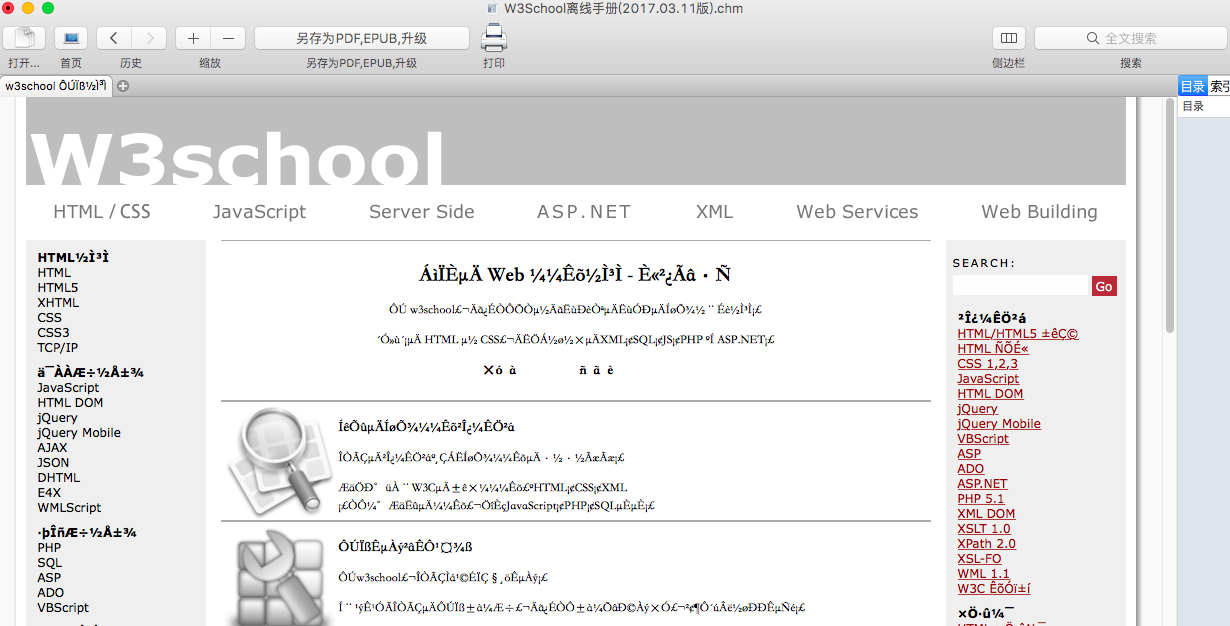 W3School离线手册(2017.03.11版).chm
另存为PDF,EPUB,升级
全文搜索
打开... 首页 历史 缩放 另存为PDF,EPUB,升级 打印 侧边栏 搜索
w3school ÔÚÏß½Ì³Ì
目录 索引
目录
W3school
HTML / CSS JavaScript Server Side ASP.NET XML Web Services Web Building
HTML½Ì³Ì
HTML
HTML5
XHTML
CSS
CSS3
TCP/IP
ä¯ÀÀÆ÷½Å±¾
JavaScript
HTML DOM
jQuery
jQuery Mobile
AJAX
JSON
DHTML
E4X
WMLScript
·þÎñÆ÷½Å±¾
PHP
SQL
ASP
ADO
VBScript
ÁìÏÈµÄ Web ¼¼Êõ½Ì³Ì - È«²¿Ãâ·Ñ
ÔÚ w3school£¬Äã¿ÉÒÔÕÒµ½ÄãËùÐèÒªµÄËùÓÐµÄÍøÕ¾½¨Éè½Ì³Ì¡£
´Ó»ù´¡µÄ HTML µ½ CSS£¬ÄËÖÁ½ø½×µÄXML¡¢SQL¡¢JS¡¢PHP ºÍ ASP.NET¡£
×ó à ñ ã è
ÍêÕûµÄÍøÕ¾¼¼Êõ²Î¿¼ÊÖ²á
ÎÒÃÇµÄ²Î¿¼ÊÖ²áº¸ÇÁËÍøÕ¾¼¼ÊõµÄ·½·½ÃæÃæ¡£
ÆäÖÐ°üÀ¨W3CµÄ±ê×¼¼¼Êõ£ºHTML¡¢CSS¡¢XML
¡£ÒÔ¼°ÆäËûµÄ¼¼Êõ£¬ÖîÈçJavaScript¡¢PHP¡¢SQLµÈµÈ¡£
ÔÚÏßÊµÀý²âÊÔ¹¤¾ß
ÔÚw3school£¬ÎÒÃÇÌá¹©ÉÏÇ§¸öÊµÀý¡£
Í¨¹ýÊ¹ÓÃÎÒÃÇµÄÔÚÏß±à¼Æ÷£¬Äã¿ÉÒÔ±à¼ÕâÐ©Àý×Ó£¬²¢¶Ô´úÂë½øÐÐÊµÑé¡£
SEARCH:
Go
²Î¿¼ÊÖ²á
HTML/HTML5 ±êÇ©
HTML ÑÕÉ«
CSS 1,2,3
JavaScript
HTML DOM
jQuery
jQuery Mobile
VBScript
ASP
ADO
ASP.NET
PHP 5.1
XML DOM
XSLT 1.0
XPath 2.0
XSL-FO
WML 1.1
W3C ÊõÓï±í
×Ö·û¼¯